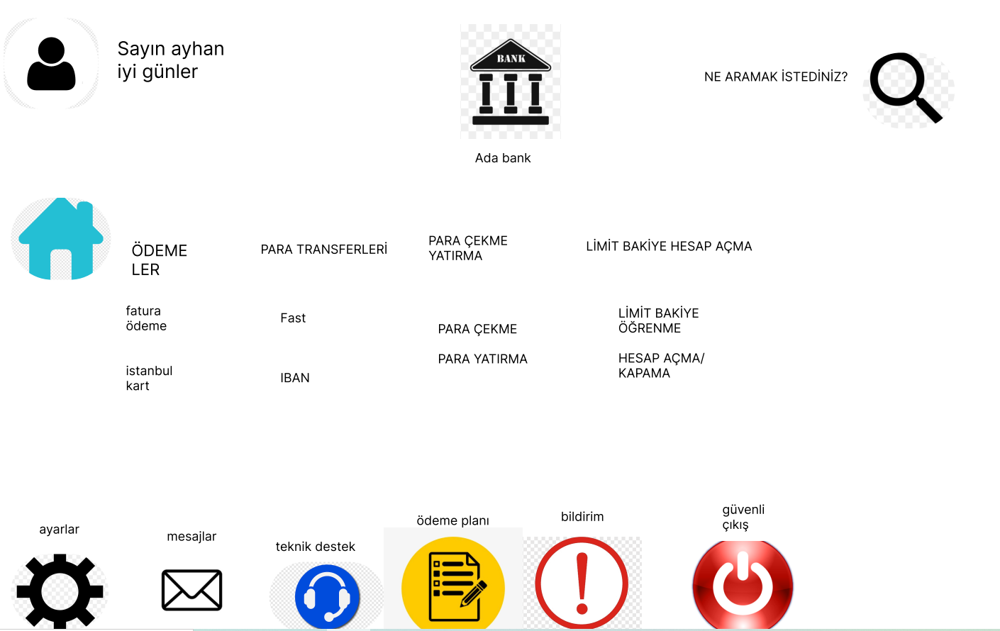 Sayın ayhan
iyi günler
BANK
NE ARAMAK İSTEDİNİZ?
Ada bank
ÖDEME
LER
PARA TRANSFERLERİ
PARA ÇEKME
YATIRMA
LİMİT BAKİYE HESAP AÇMA
fatura
ödeme
istanbul
kart
Fast
IBAN
PARA ÇEKME
PARA YATIRMA
LİMİT BAKİYE
ÖĞRENME
HESAP AÇMA/
KAPAMA
ayarlar
mesajlar
teknik destek
ödeme planı
bildirim
güvenli
çıkış